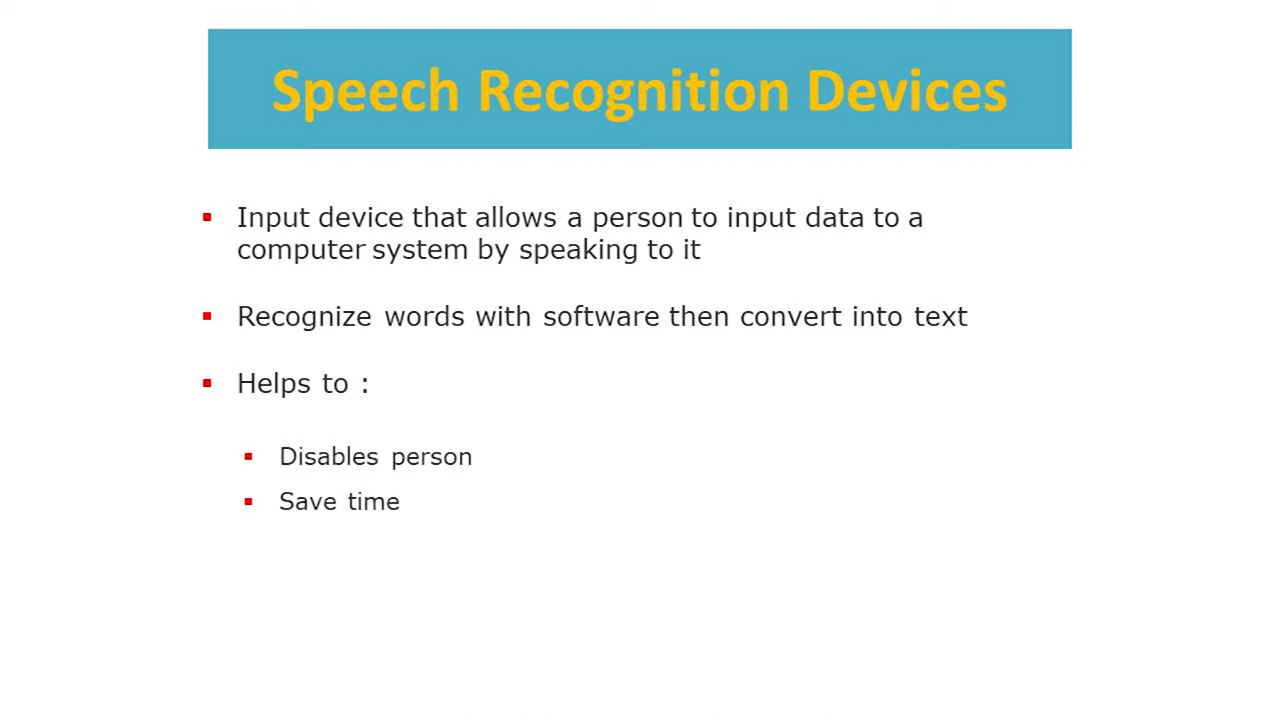 Speech Recognition Devices
Input device that allows a person to input data to a
computer system by speaking to it
Recognize words with software then convert into text
Helps to :
Disables person
Save time